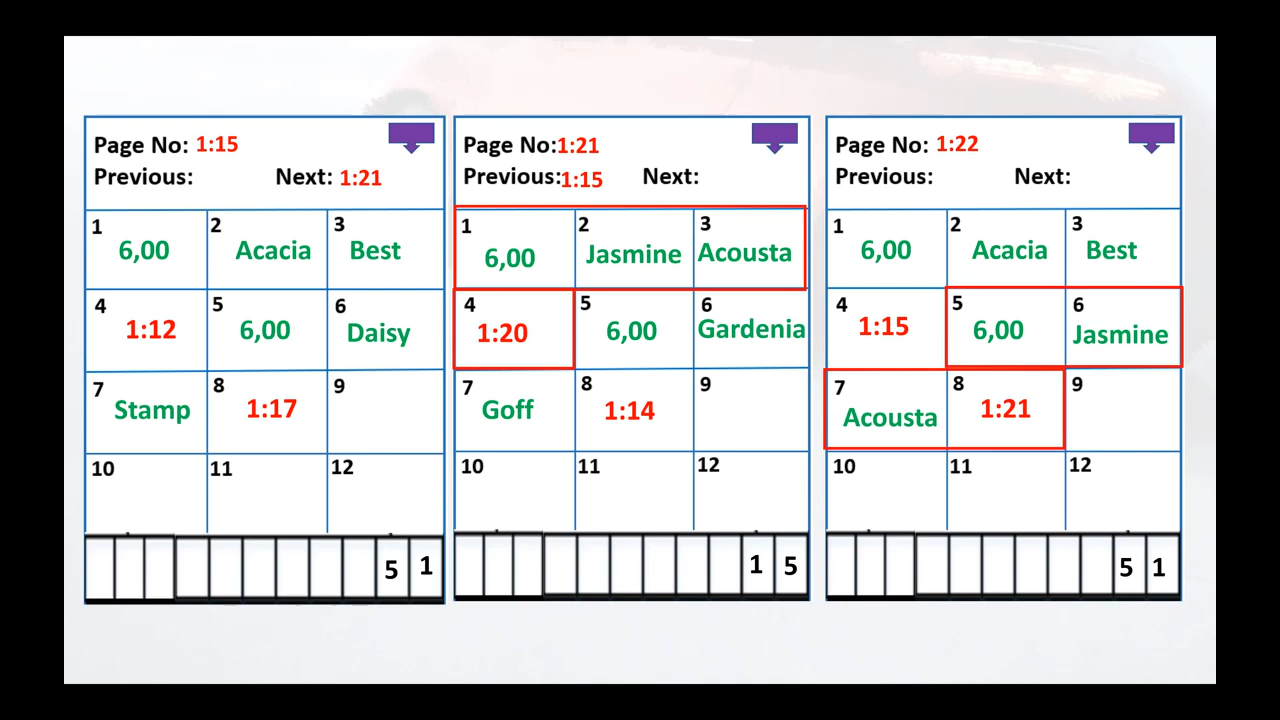 Page No: 1:15
Previous: Next: 1:21
1 6,00 2 Acacia 3 Best
4 1:12 5 6,00 6 Daisy
7 Stamp 8 1:17 9
10 11 12
5 1
Page No:1:21
Previous:1:15 Next:
1 6,00 2 Jasmine 3 Acousta
4 1:20 5 6,00 6 Gardenia
7 Goff 8 1:14 9
10 11 12
1 5
Page No: 1:22
Previous: Next:
1 6,00 2 Acacia 3 Best
4 1:15 5 6,00 6 Jasmine
7 Acousta 8 1:21 9
10 11 12
5 1